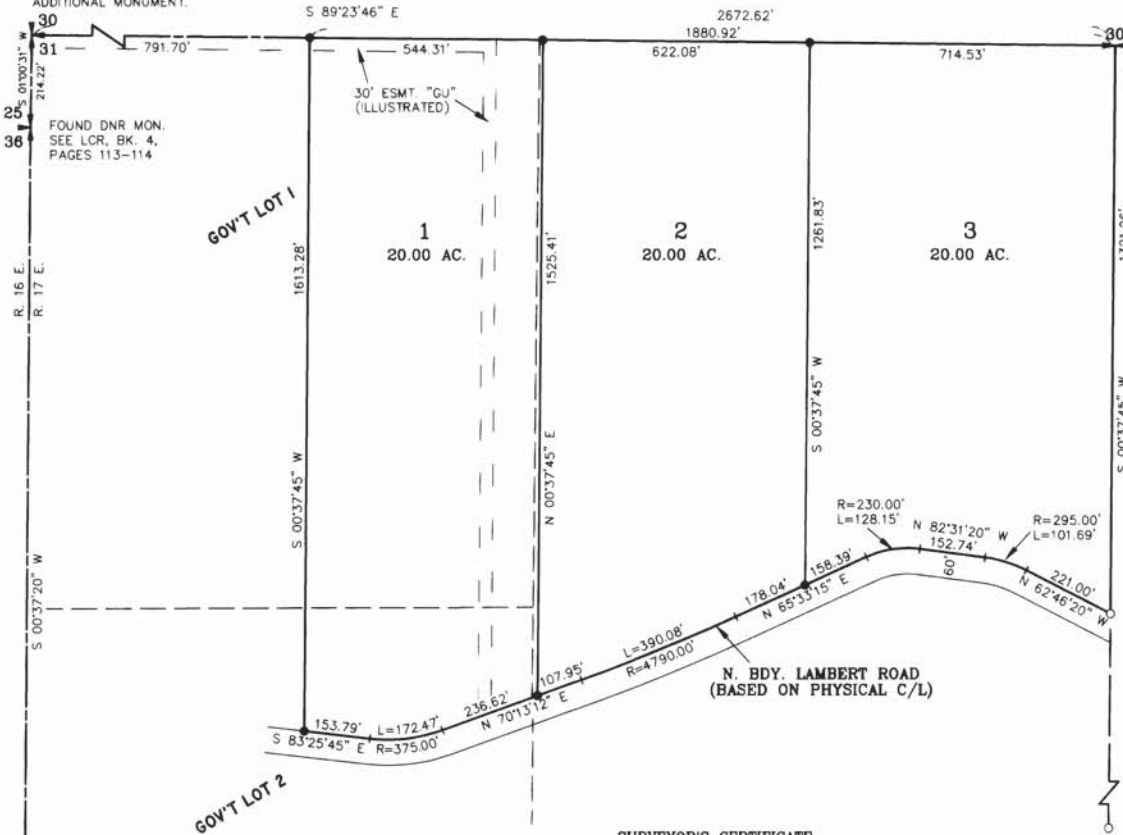 ADDITIONAL MONUMENT.
S 89°23'46" E
2672.62'
1880.92'
30
31
791.70'
544.31'
622.08'
714.53'
30
S 01°00'31" W
214.22'
30' ESMT. "GU"
(ILLUSTRATED)
25
36
FOUND DNR MON.
SEE LCR, BK. 4,
PAGES 113-114
GOV'T LOT 1
1
20.00 AC.
2
20.00 AC.
3
20.00 AC.
R. 16 E.
R. 17 E.
1613.28'
1525.41'
1261.83'
S 00°37'45" W
N 00°37'45" E
S 00°37'45" W
S 00°37'45" W
S 00°37'20" W
R=230.00'
L=128.15'
N 82°31'20" W
152.74'
R=295.00'
L=101.69'
60'
221.00'
N 62°46'20" W
158.39'
178.04'
N 65°33'15" E
L=390.08'
R=4790.00'
107.95'
236.62'
N 70°13'12" E
N. BDY. LAMBERT ROAD
(BASED ON PHYSICAL C/L)
153.79'
L=172.47'
S 83°25'45" E
R=375.00'
GOV'T LOT 2
SURVEYOR'S CERTIFICATE